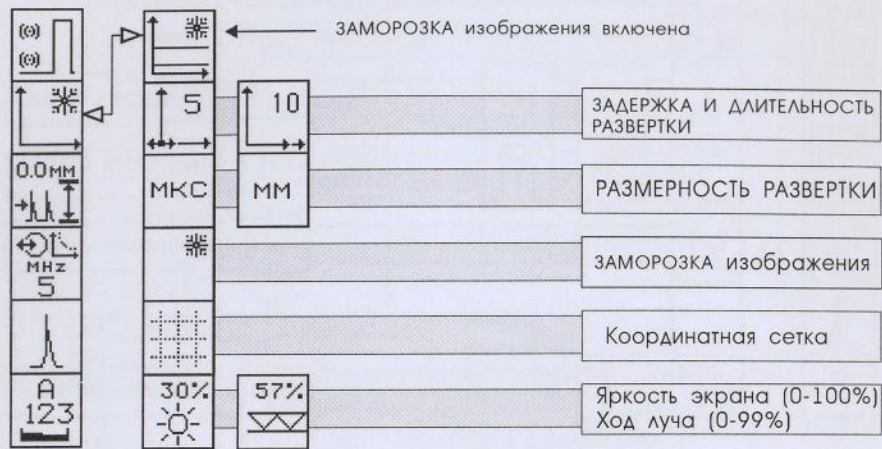 ЗАМОРОЗКА изображения включена
5
10
ЗАДЕРЖКА И ДЛИТЕЛЬНОСТЬ
РАЗВЕРТКИ
0.0мм
МКС
ММ
РАЗМЕРНОСТЬ РАЗВЕРТКИ
MHz
5
ЗАМОРОЗКА изображения
Координатная сетка
A
123
30%
57%
Яркость экрана (0-100%)
Ход луча (0-99%)